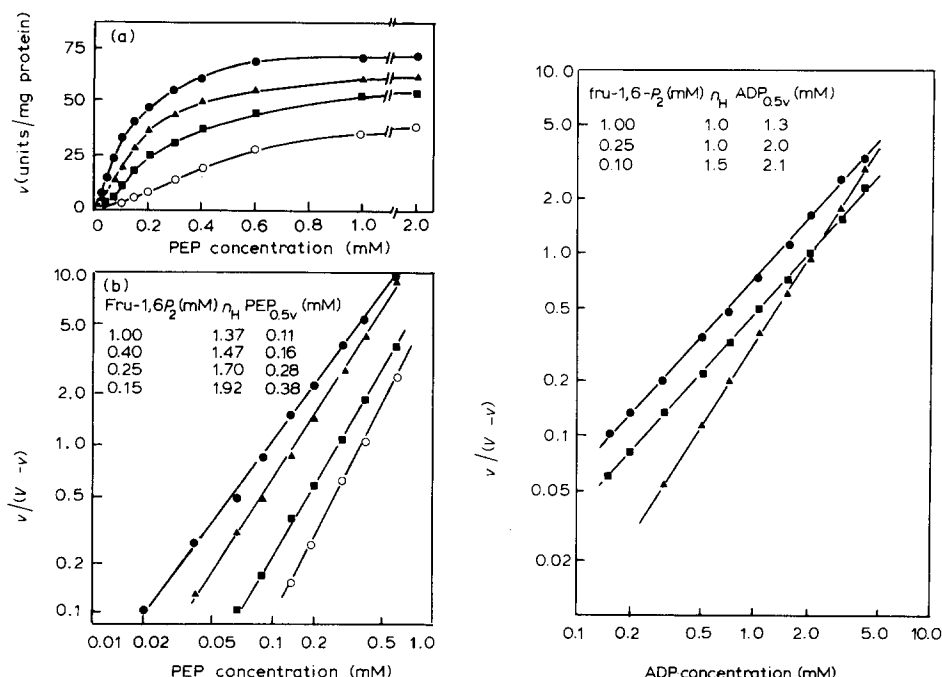 (a)
v (units/mg protein)
75
50
25
0
0 0.2 0.4 0.6 0.8 1.0 2.0
PEP concentration (mM)
(b)
Fru-1,6P₂(mM) nH PEP0.5v (mM)
1.00 1.37 0.11
0.40 1.47 0.16
0.25 1.70 0.28
0.15 1.92 0.38
v/(V -v)
10.0
5.0
2.0
1.0
0.5
0.2
0.1
0.01 0.02 0.05 0.1 0.2 0.5 1.0
PEP concentration (mM)
fru-1,6-P₂(mM) nH ADP0.5v (mM)
1.00 1.0 1.3
0.25 1.0 2.0
0.10 1.5 2.1
v/(V -v)
10.0
5.0
2.0
1.0
0.5
0.2
0.1
0.05
0.02
0.1 0.2 0.5 1.0 2.0 5.0 10.0
ADP concentration (mM)